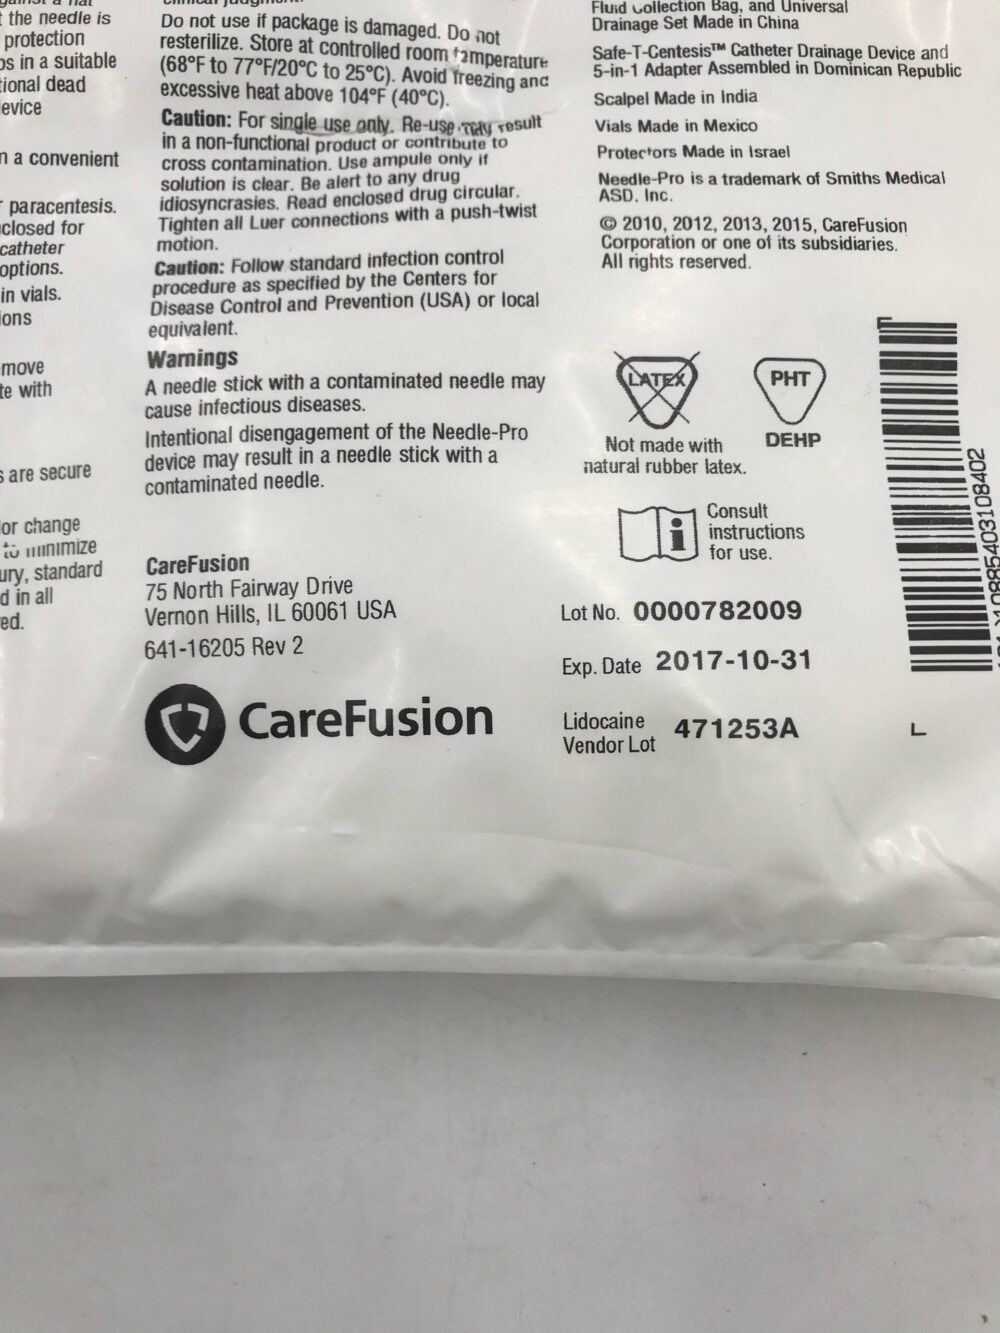 the needle is
protection
in a suitable
tional dead
evice
a convenient
paracentesis.
closed for
catheter
options.
in vials.
ions
move
te with
are secure
or change
to minimize
ury, standard
d in all
ed.
Do not use if package is damaged. Do not
resterilize. Store at controlled room temperature
(68°F to 77°F/20°C to 25°C). Avoid freezing and
excessive heat above 104°F (40°C).
Caution: For single use only. Re-use may result
in a non-functional product or contribute to
cross contamination. Use ampule only if
solution is clear. Be alert to any drug
idiosyncrasies. Read enclosed drug circular.
Tighten all Luer connections with a push-twist
motion.
Caution: Follow standard infection control
procedure as specified by the Centers for
Disease Control and Prevention (USA) or local
equivalent.
Warnings
A needle stick with a contaminated needle may
cause infectious diseases.
Intentional disengagement of the Needle-Pro
device may result in a needle stick with a
contaminated needle.
CareFusion
75 North Fairway Drive
Vernon Hills, IL 60061 USA
641-16205 Rev 2
CareFusion
Fluid Collection Bag, and Universal
Drainage Set Made in China
Safe-T-Centesis™ Catheter Drainage Device and
5-in-1 Adapter Assembled in Dominican Republic
Scalpel Made in India
Vials Made in Mexico
Protectors Made in Israel
Needle-Pro is a trademark of Smiths Medical
ASD, Inc.
© 2010, 2012, 2013, 2015, CareFusion
Corporation or one of its subsidiaries.
All rights reserved.
LATEX
Not made with
natural rubber latex.
PHT
DEHP
i
Consult
instructions
for use.
Lot No. 0000782009
Exp. Date 2017-10-31
Lidocaine
Vendor Lot 471253A
10885403108402